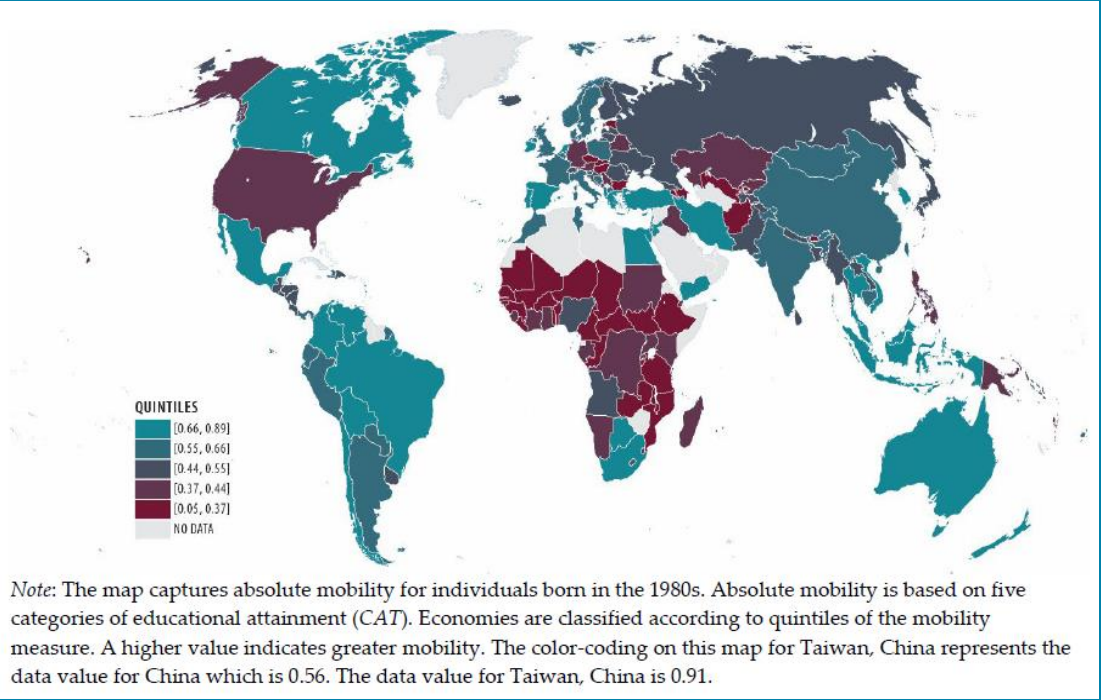 QUINTILES
[0.66, 0.89]
[0.55, 0.66]
[0.44, 0.55]
[0.37, 0.44]
[0.05, 0.37]
NO DATA
Note: The map captures absolute mobility for individuals born in the 1980s. Absolute mobility is based on five
categories of educational attainment (CAT). Economies are classified according to quintiles of the mobility
measure. A higher value indicates greater mobility. The color-coding on this map for Taiwan, China represents the
data value for China which is 0.56. The data value for Taiwan, China is 0.91.